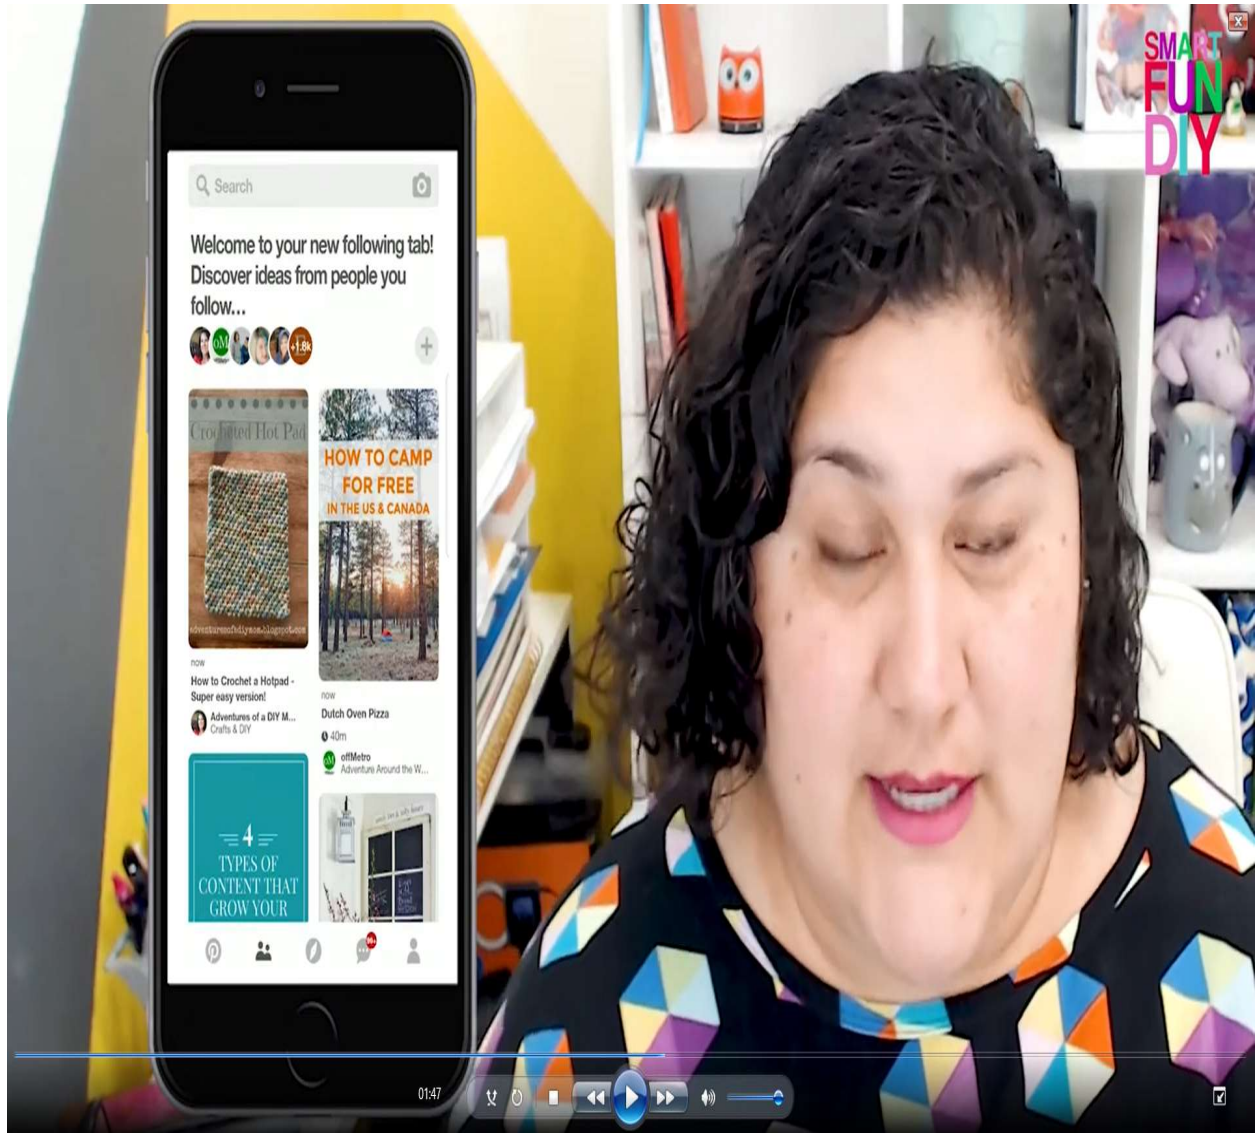 SMART
FUN
DIY
Search
Welcome to your new following tab!
Discover ideas from people you
follow...
oM
+1.8k
Crocheted Hot Pad
adventuresofadiymom.blogspot.com
now
How to Crochet a Hotpad -
Super easy version!
Adventures of a DIY M...
Crafts & DIY
HOW TO CAMP
FOR FREE
IN THE US & CANADA
now
Dutch Oven Pizza
40m
oM
offMetro
Adventure Around the W...
4
TYPES OF
CONTENT THAT
GROW YOUR
99+
01:47